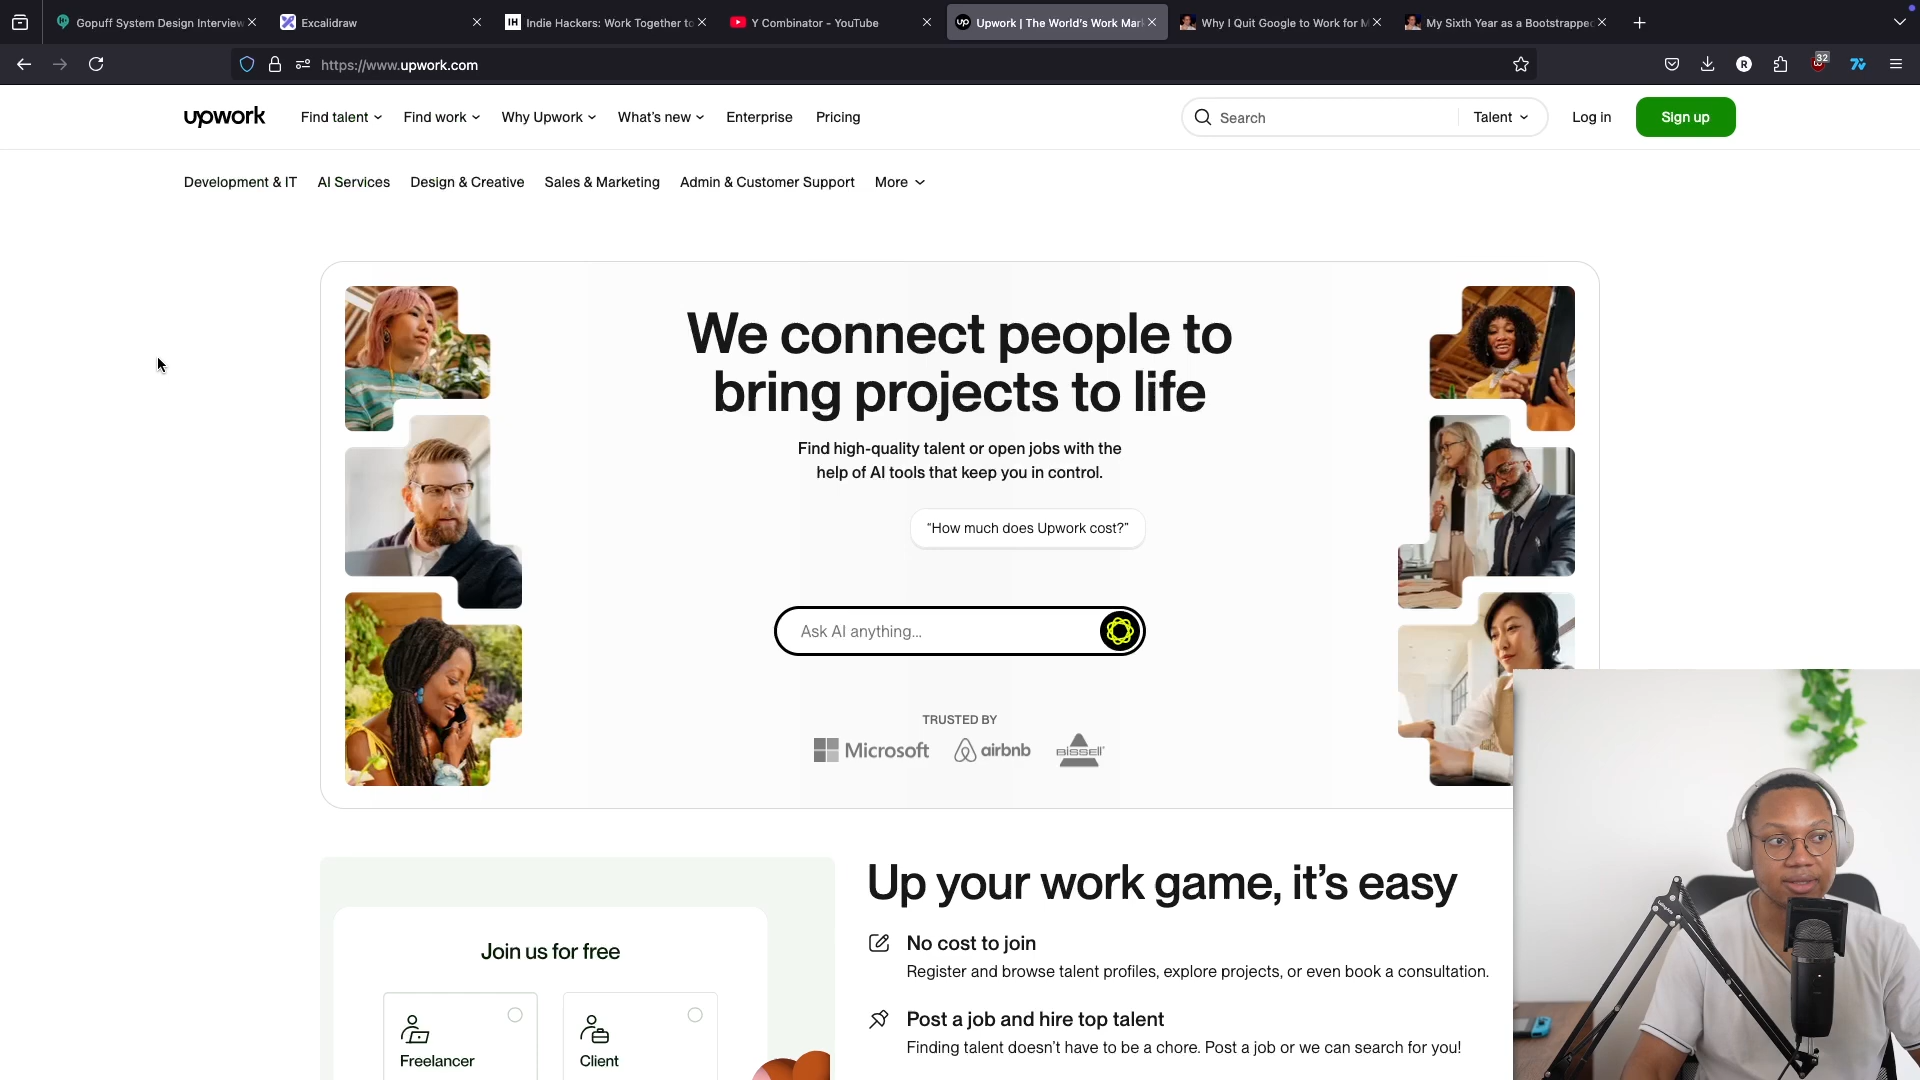 Gopuff System Design Interview
Excalidraw
Indie Hackers: Work Together to
Y Combinator - YouTube
Upwork | The World's Work Mar
Why I Quit Google to Work for M
My Sixth Year as a Bootstrapped
https://www.upwork.com
R
32
upwork
Find talent
Find work
Why Upwork
What's new
Enterprise
Pricing
Search
Talent
Log in
Sign up
Development & IT
AI Services
Design & Creative
Sales & Marketing
Admin & Customer Support
More
We connect people to
bring projects to life
Find high-quality talent or open jobs with the
help of AI tools that keep you in control.
“How much does Upwork cost?”
Ask AI anything...
TRUSTED BY
Microsoft
airbnb
BISSELL
Up your work game, it’s easy
No cost to join
Register and browse talent profiles, explore projects, or even book a consultation.
Post a job and hire top talent
Finding talent doesn’t have to be a chore. Post a job or we can search for you!
Join us for free
Freelancer
Client